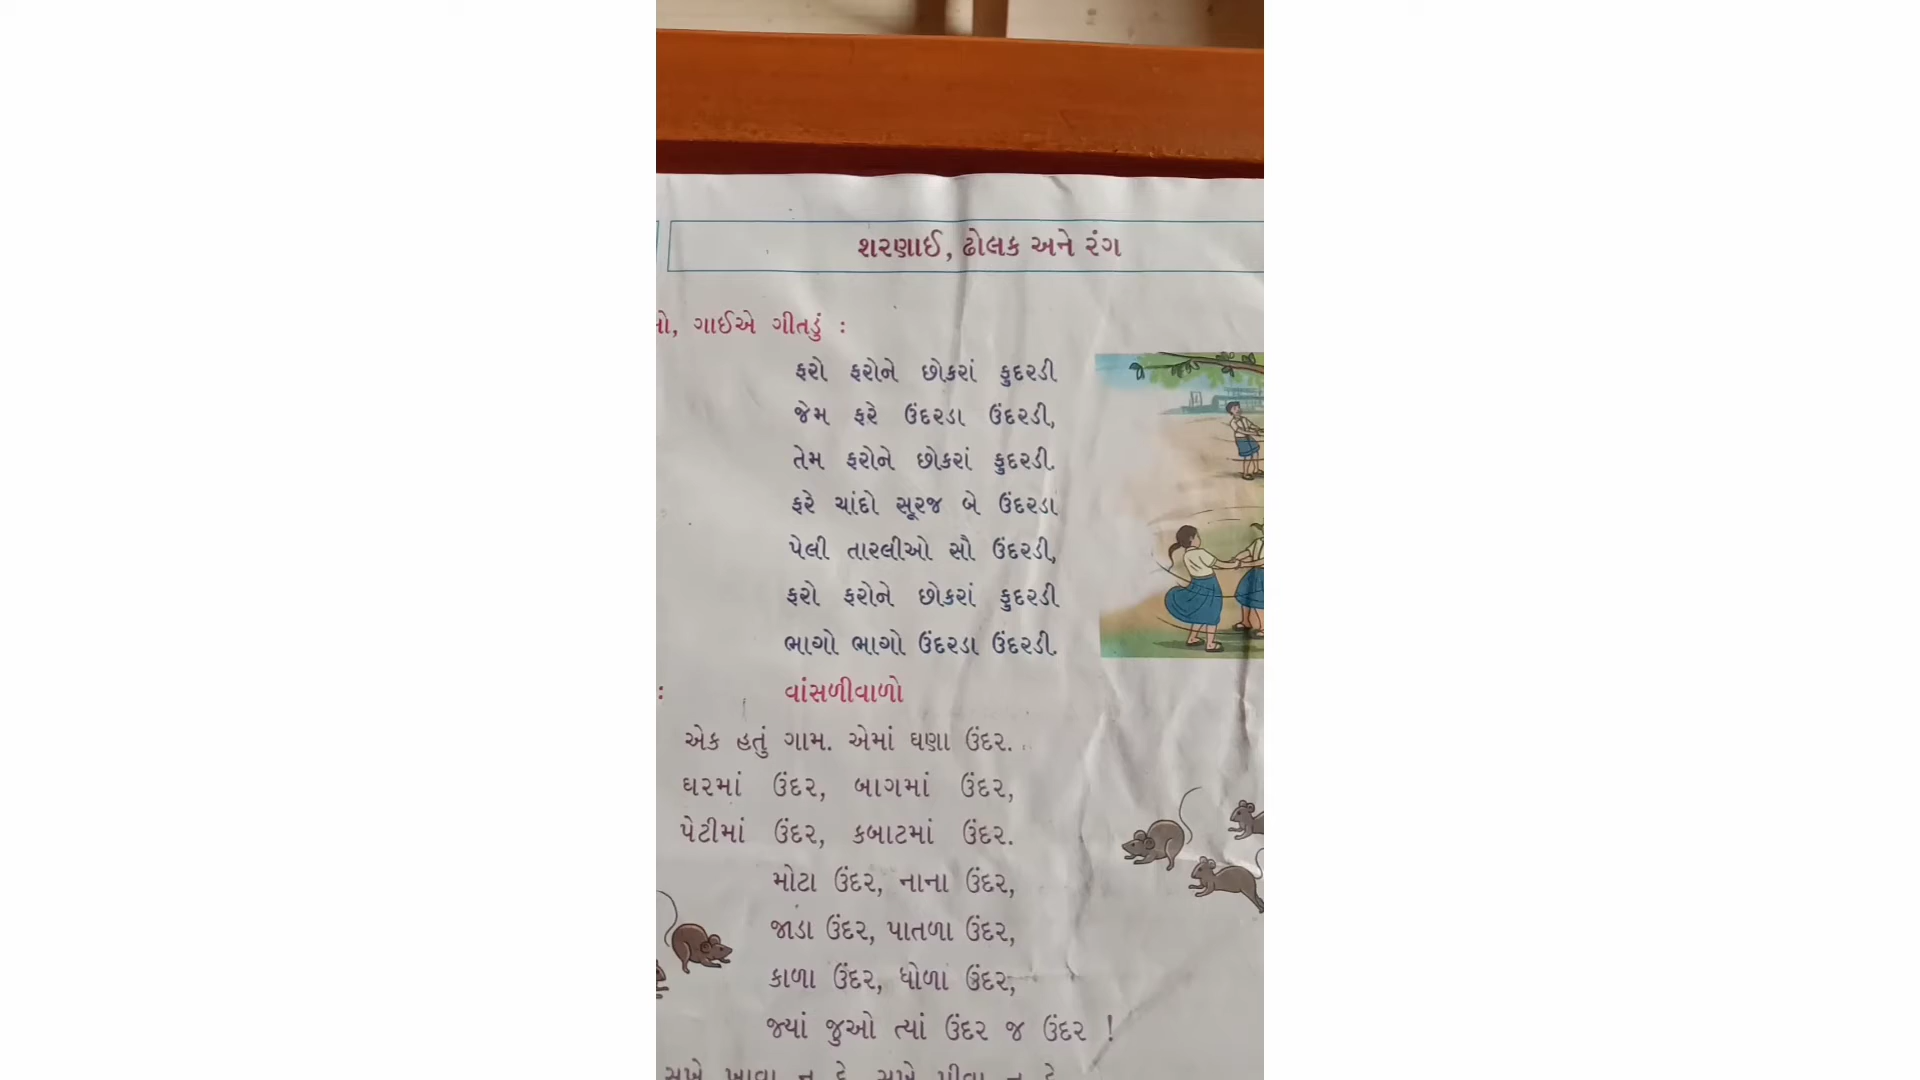 શરણાઈ, ઢોલક અને રંગ
ગાઈએ ગીતડું :
ફરો ફરોને છોકરાં ફુદરડી
જેમ ફરે ઉંદરડા ઉંદરડી,
તેમ ફરોને છોકરાં ફુદરડી.
ફરે ચાંદો સૂરજ બે ઉંદરડા
પેલી તારલીઓ સૌ ઉંદરડી,
ફરો ફરોને છોકરાં ફુદરડી
ભાગો ભાગો ઉંદરડા ઉંદરડી.
: વાંસળીવાળો
એક હતું ગામ. એમાં ઘણા ઉંદર.
ઘરમાં ઉંદર, બાગમાં ઉંદર,
પેટીમાં ઉંદર, કબાટમાં ઉંદર.
મોટા ઉંદર, નાના ઉંદર,
જાડા ઉંદર, પાતળા ઉંદર,
કાળા ઉંદર, ધોળા ઉંદર,
જ્યાં જુઓ ત્યાં ઉંદર જ ઉંદર !